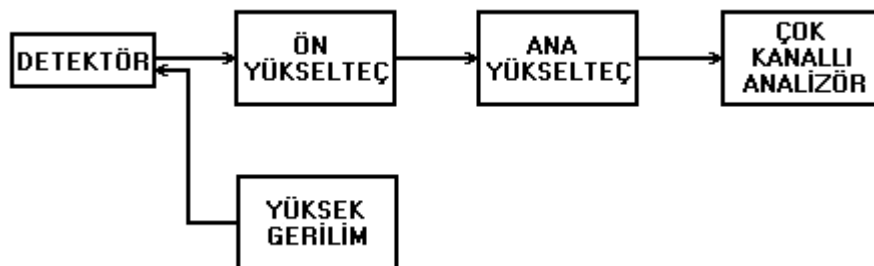 DETEKTÖR
ÖN
YÜKSELTEÇ
ANA
YÜKSELTEÇ
ÇOK
KANALLI
ANALİZÖR
YÜKSEK
GERİLİM